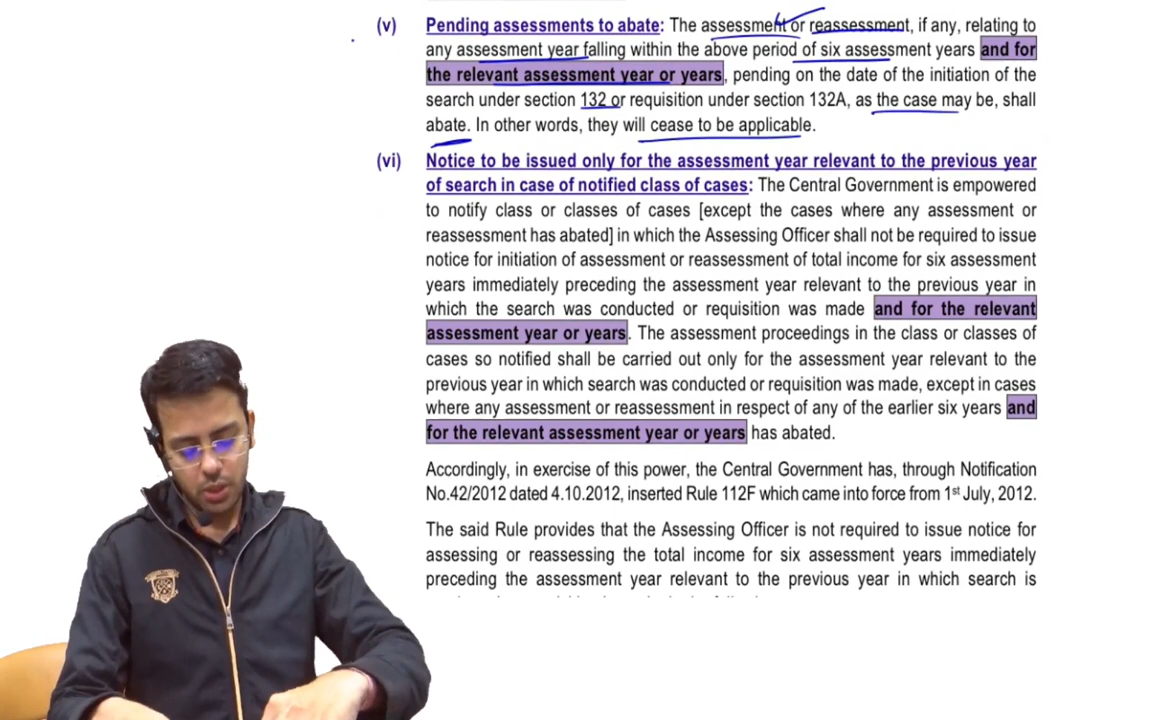 (v) Pending assessments to abate: The assessment or reassessment, if any, relating to
any assessment year falling within the above period of six assessment years and for
the relevant assessment year or years, pending on the date of the initiation of the
search under section 132 or requisition under section 132A, as the case may be, shall
abate. In other words, they will cease to be applicable.
(vi) Notice to be issued only for the assessment year relevant to the previous year
of search in case of notified class of cases: The Central Government is empowered
to notify class or classes of cases [except the cases where any assessment or
reassessment has abated] in which the Assessing Officer shall not be required to issue
notice for initiation of assessment or reassessment of total income for six assessment
years immediately preceding the assessment year relevant to the previous year in
which the search was conducted or requisition was made and for the relevant
assessment year or years. The assessment proceedings in the class or classes of
cases so notified shall be carried out only for the assessment year relevant to the
previous year in which search was conducted or requisition was made, except in cases
where any assessment or reassessment in respect of any of the earlier six years and
for the relevant assessment year or years has abated.
Accordingly, in exercise of this power, the Central Government has, through Notification
No.42/2012 dated 4.10.2012, inserted Rule 112F which came into force from 1st July, 2012.
The said Rule provides that the Assessing Officer is not required to issue notice for
assessing or reassessing the total income for six assessment years immediately
preceding the assessment year relevant to the previous year in which search is